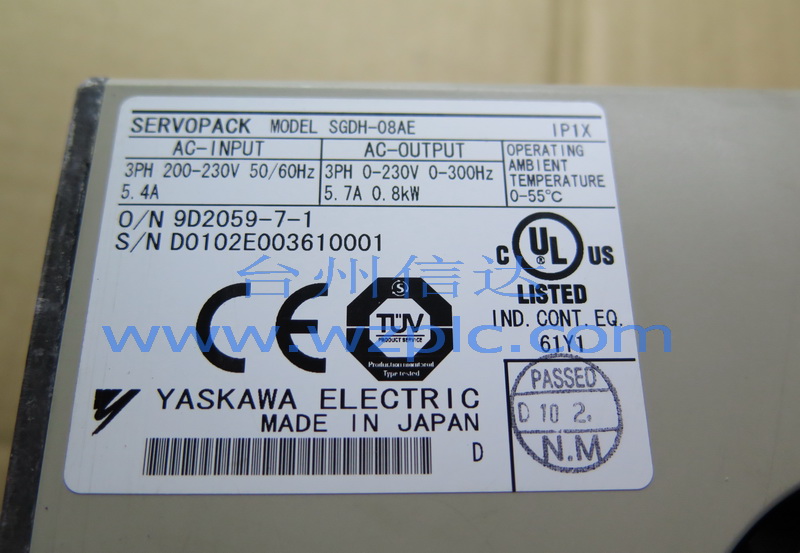 SERVOPACK MODEL SGDH-08AE IP1X
AC-INPUT
3PH 200-230V 50/60Hz
5.4A
AC-OUTPUT
3PH 0-230V 0-300Hz
5.7A 0.8kW
OPERATING
AMBIENT
TEMPERATURE
0-55℃
O/N 9D2059-7-1
S/N D0102E003610001
C UL US
LISTED
IND. CONT. EQ.
61Y1
CE
S
TÜV
PRODUCT SERVICE
Production monitored
Type tested
台州信达
www.wzplc.com
YASKAWA ELECTRIC
MADE IN JAPAN
D
PASSED
D 10 2.
N.M